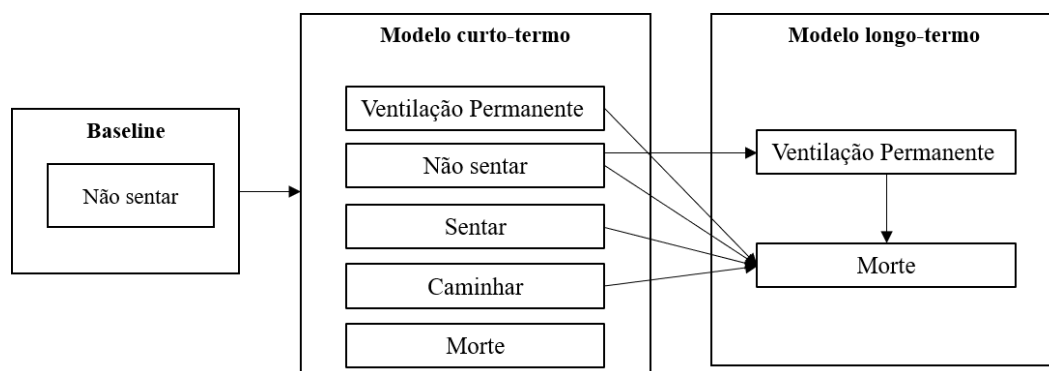 Baseline
Não sentar
Modelo curto-termo
Ventilação Permanente
Não sentar
Sentar
Caminhar
Morte
Modelo longo-termo
Ventilação Permanente
Morte